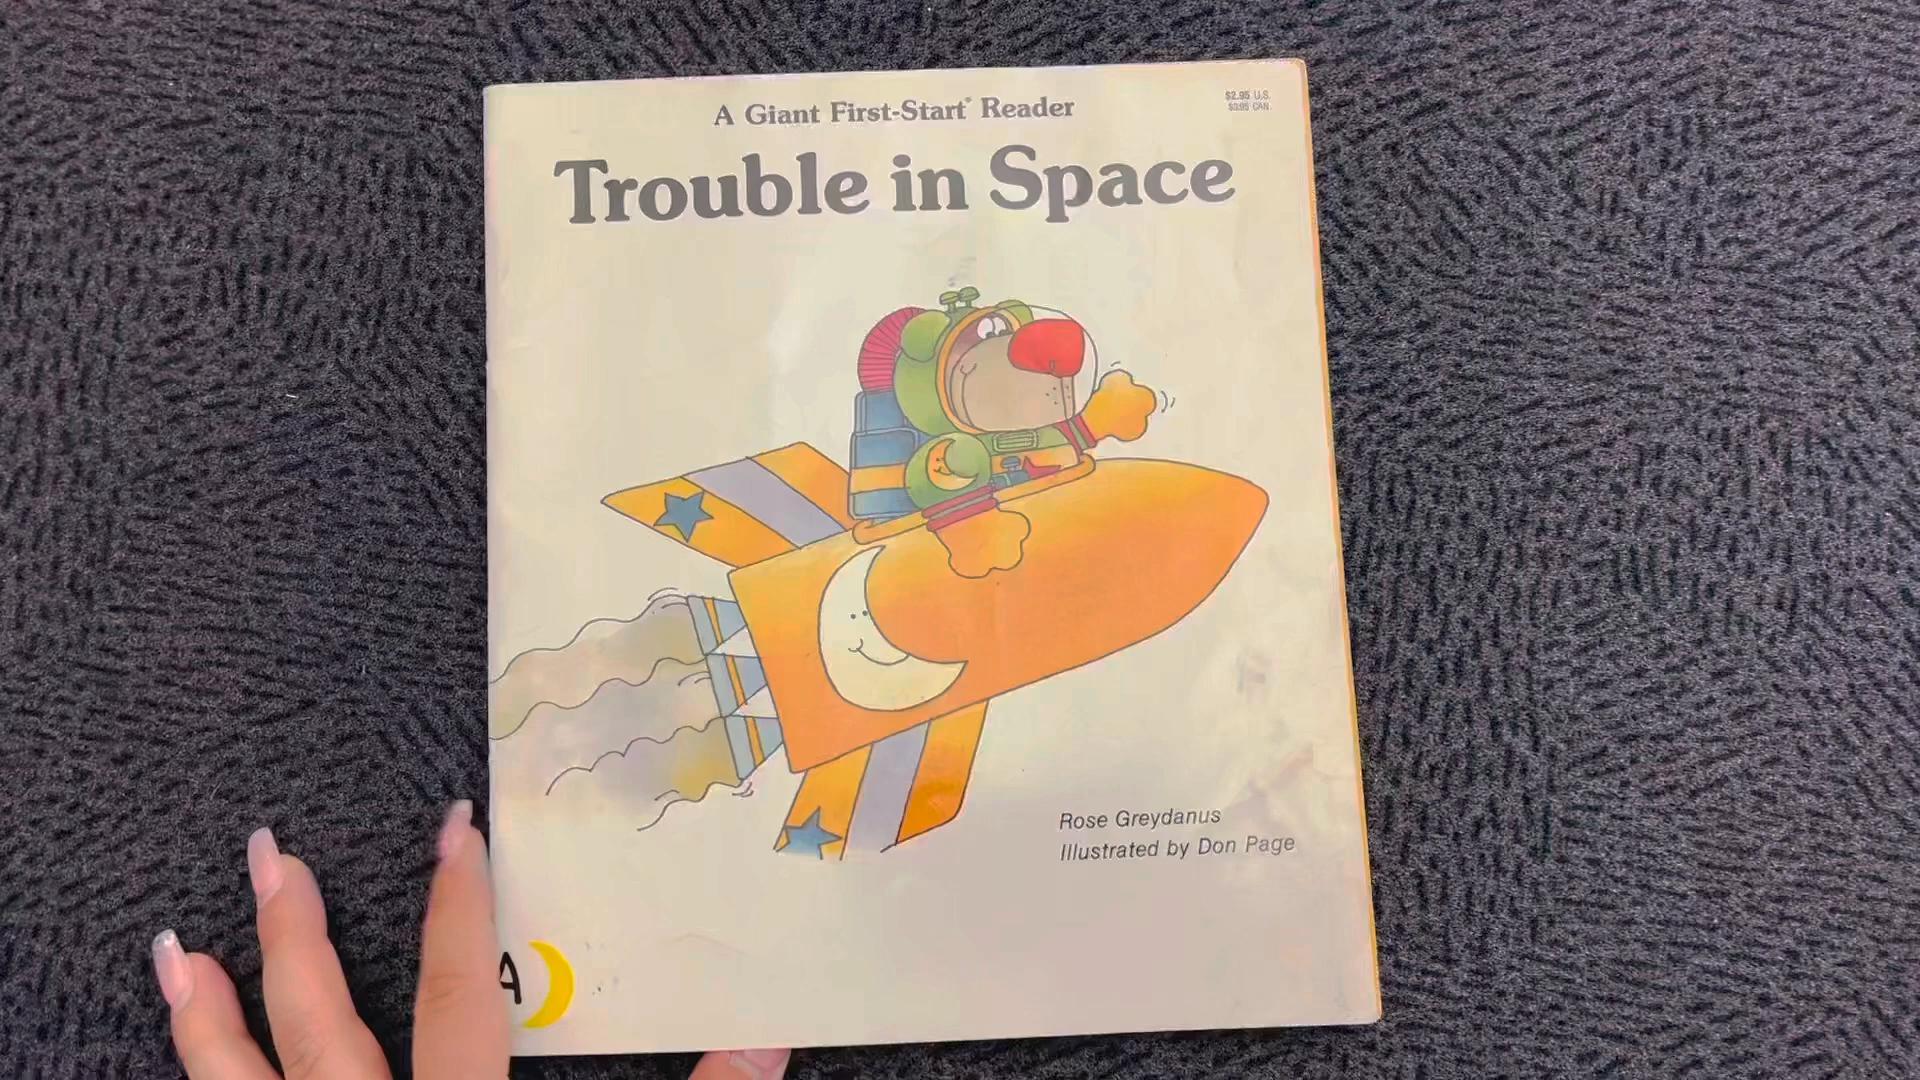 A Giant First-Start® Reader
$2.95 U.S.
$3.95 CAN.
Trouble in Space
Rose Greydanus
Illustrated by Don Page
A